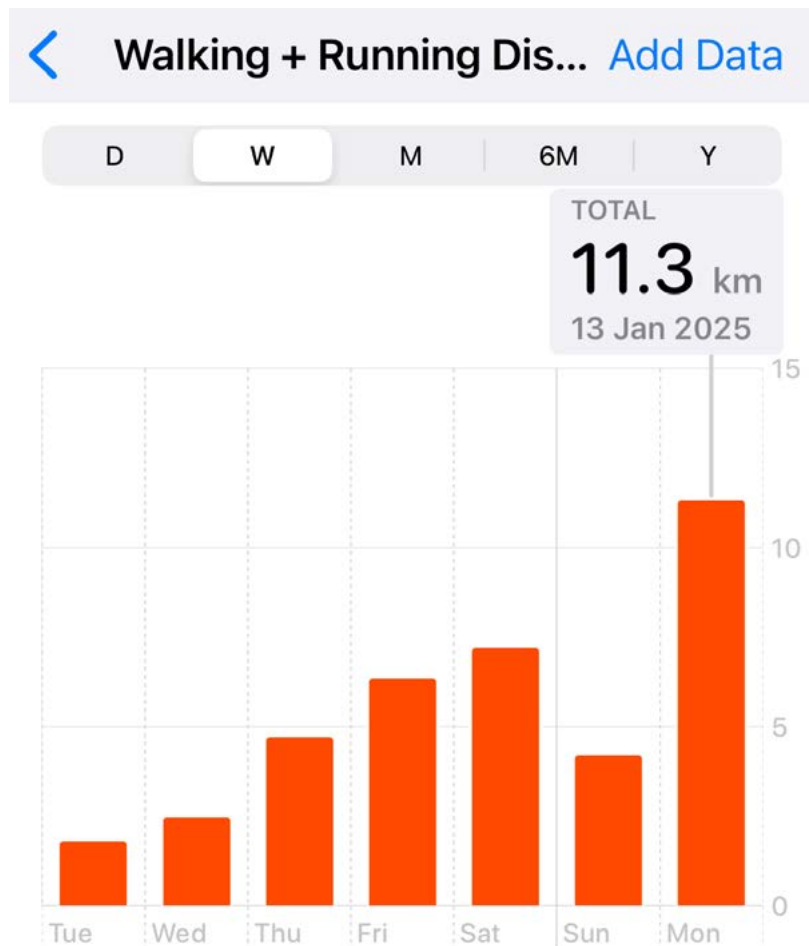 Walking + Running Dis... Add Data
D W M 6M Y
TOTAL
11.3 km
13 Jan 2025
15
10
5
0
Tue Wed Thu Fri Sat Sun Mon